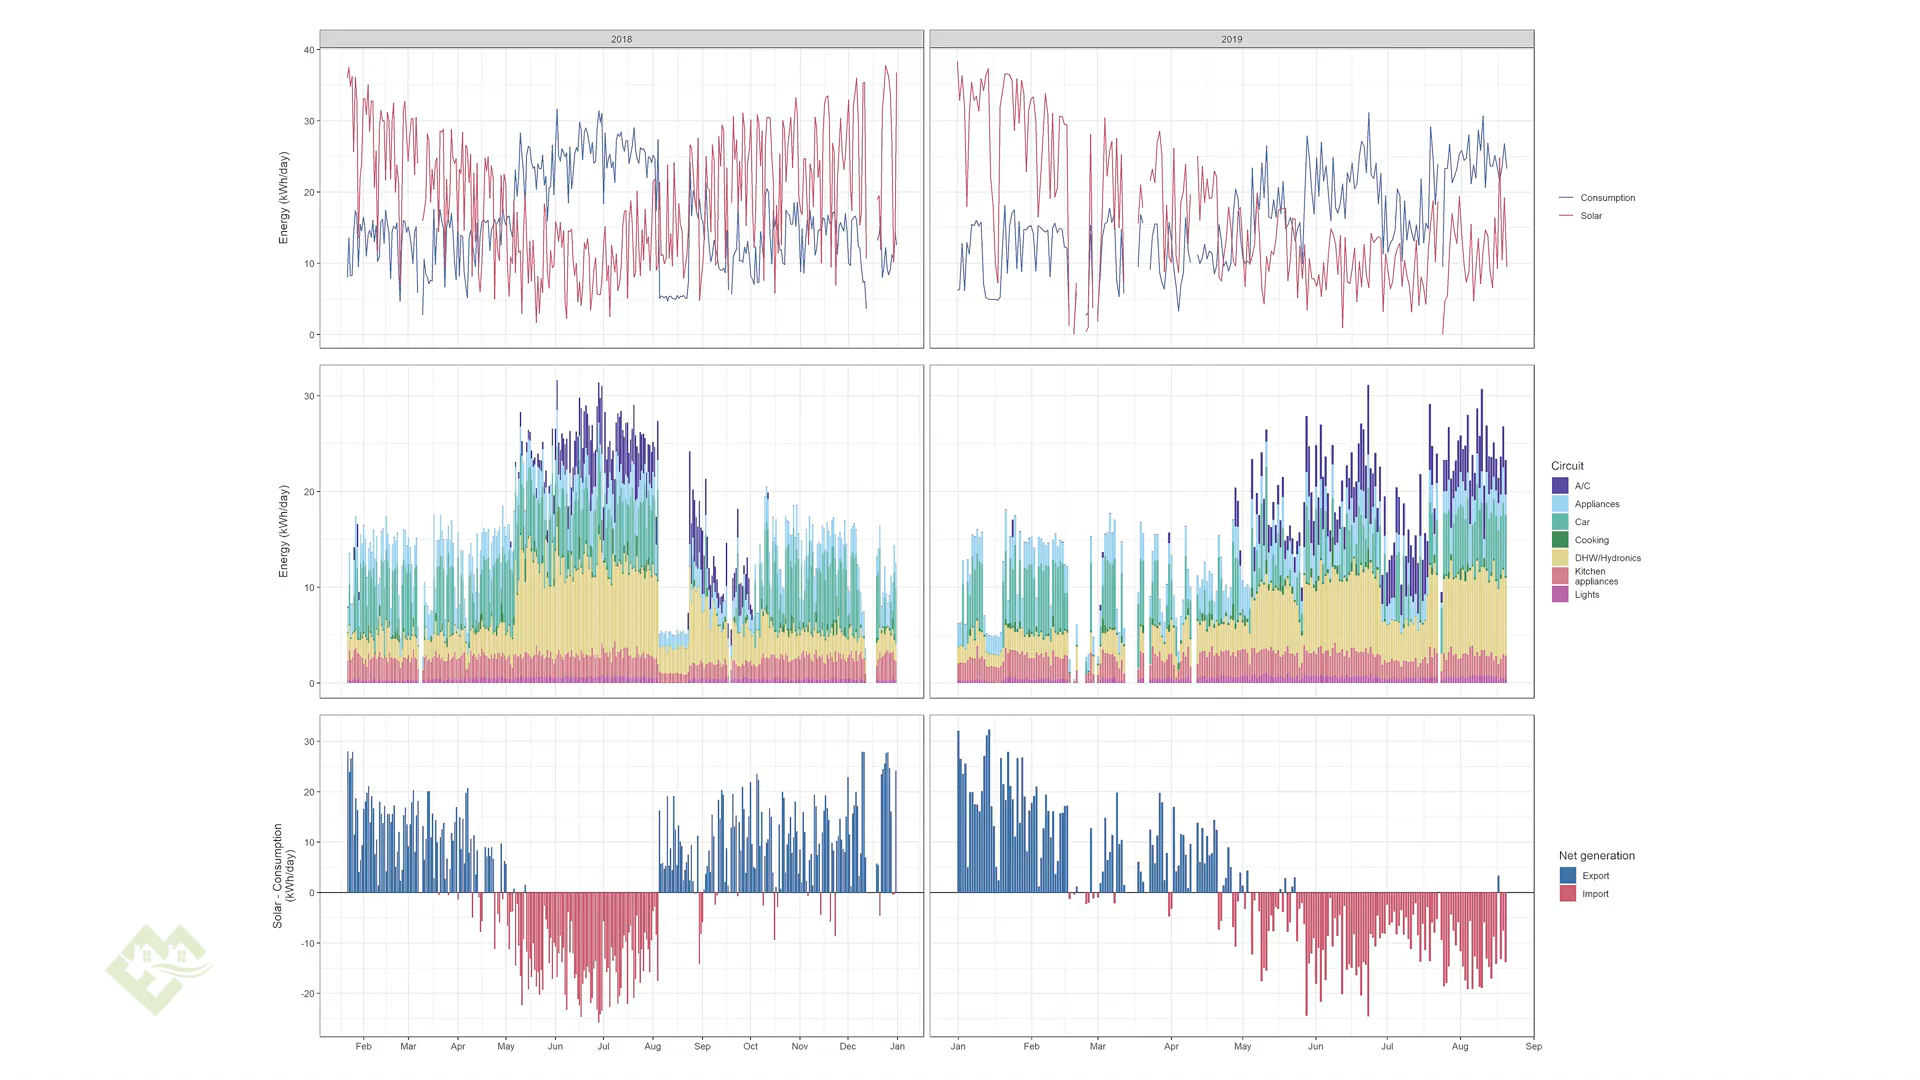 2018 2019
40
30
20
10
0
Energy (kWh/day)
Consumption
Solar
30
20
10
0
Energy (kWh/day)
Circuit
A/C
Appliances
Car
Cooking
DHW/Hydronics
Kitchen
appliances
Lights
30
20
10
0
-10
-20
Solar - Consumption
(kWh/day)
Net generation
Export
Import
Feb Mar Apr May Jun Jul Aug Sep Oct Nov Dec Jan Jan Feb Mar Apr May Jun Jul Aug Sep